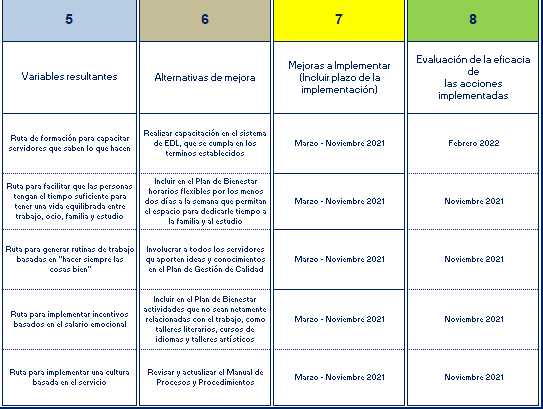 5
6
7
8
Variables resultantes
Alternativas de mejora
Mejoras a Implementar
(Incluir plazo de la
implementación)
Evaluación de la eficacia
de
las acciones
implementadas
Ruta de formación para capacitar
servidores que saben lo que hacen
Realizar capacitación en el sistema
de EDL, que se cumpla en los
terminos establecidos
Marzo - Noviembre 2021
Febrero 2022
Ruta para facilitar que las personas
tengan el tiempo suficiente para
tener una vida equilibrada entre
trabajo, ocio, familia y estudio
Incluir en el Plan de Bienestar
horarios flexibles por los menos
dos días a la semana que permitan
el espacio para dedicarle tiempo a
la familia y al estudio
Marzo - Noviembre 2021
Noviembre 2021
Ruta para generar rutinas de trabajo
basadas en "hacer siempre las
cosas bien"
Involucrar a todos los servidores
qu aporten ideas y conocimientos
en el Plan de Gestión de Calidad
Marzo - Noviembre 2021
Noviembre 2021
Ruta para implementar incentivos
basados en el salario emocional
Incluir en el Plan de Bienestar
actividades que no sean netamente
relacionadas con el trabajo, como
talleres literarios, cursos de
idiomas y talleres artísticos
Marzo - Noviembre 2021
Noviembre 2021
Ruta para implementar una cultura
basada en el servicio
Revisar y actualizar el Manual de
Procesos y Procedimientos
Marzo - Noviembre 2021
Noviembre 2021